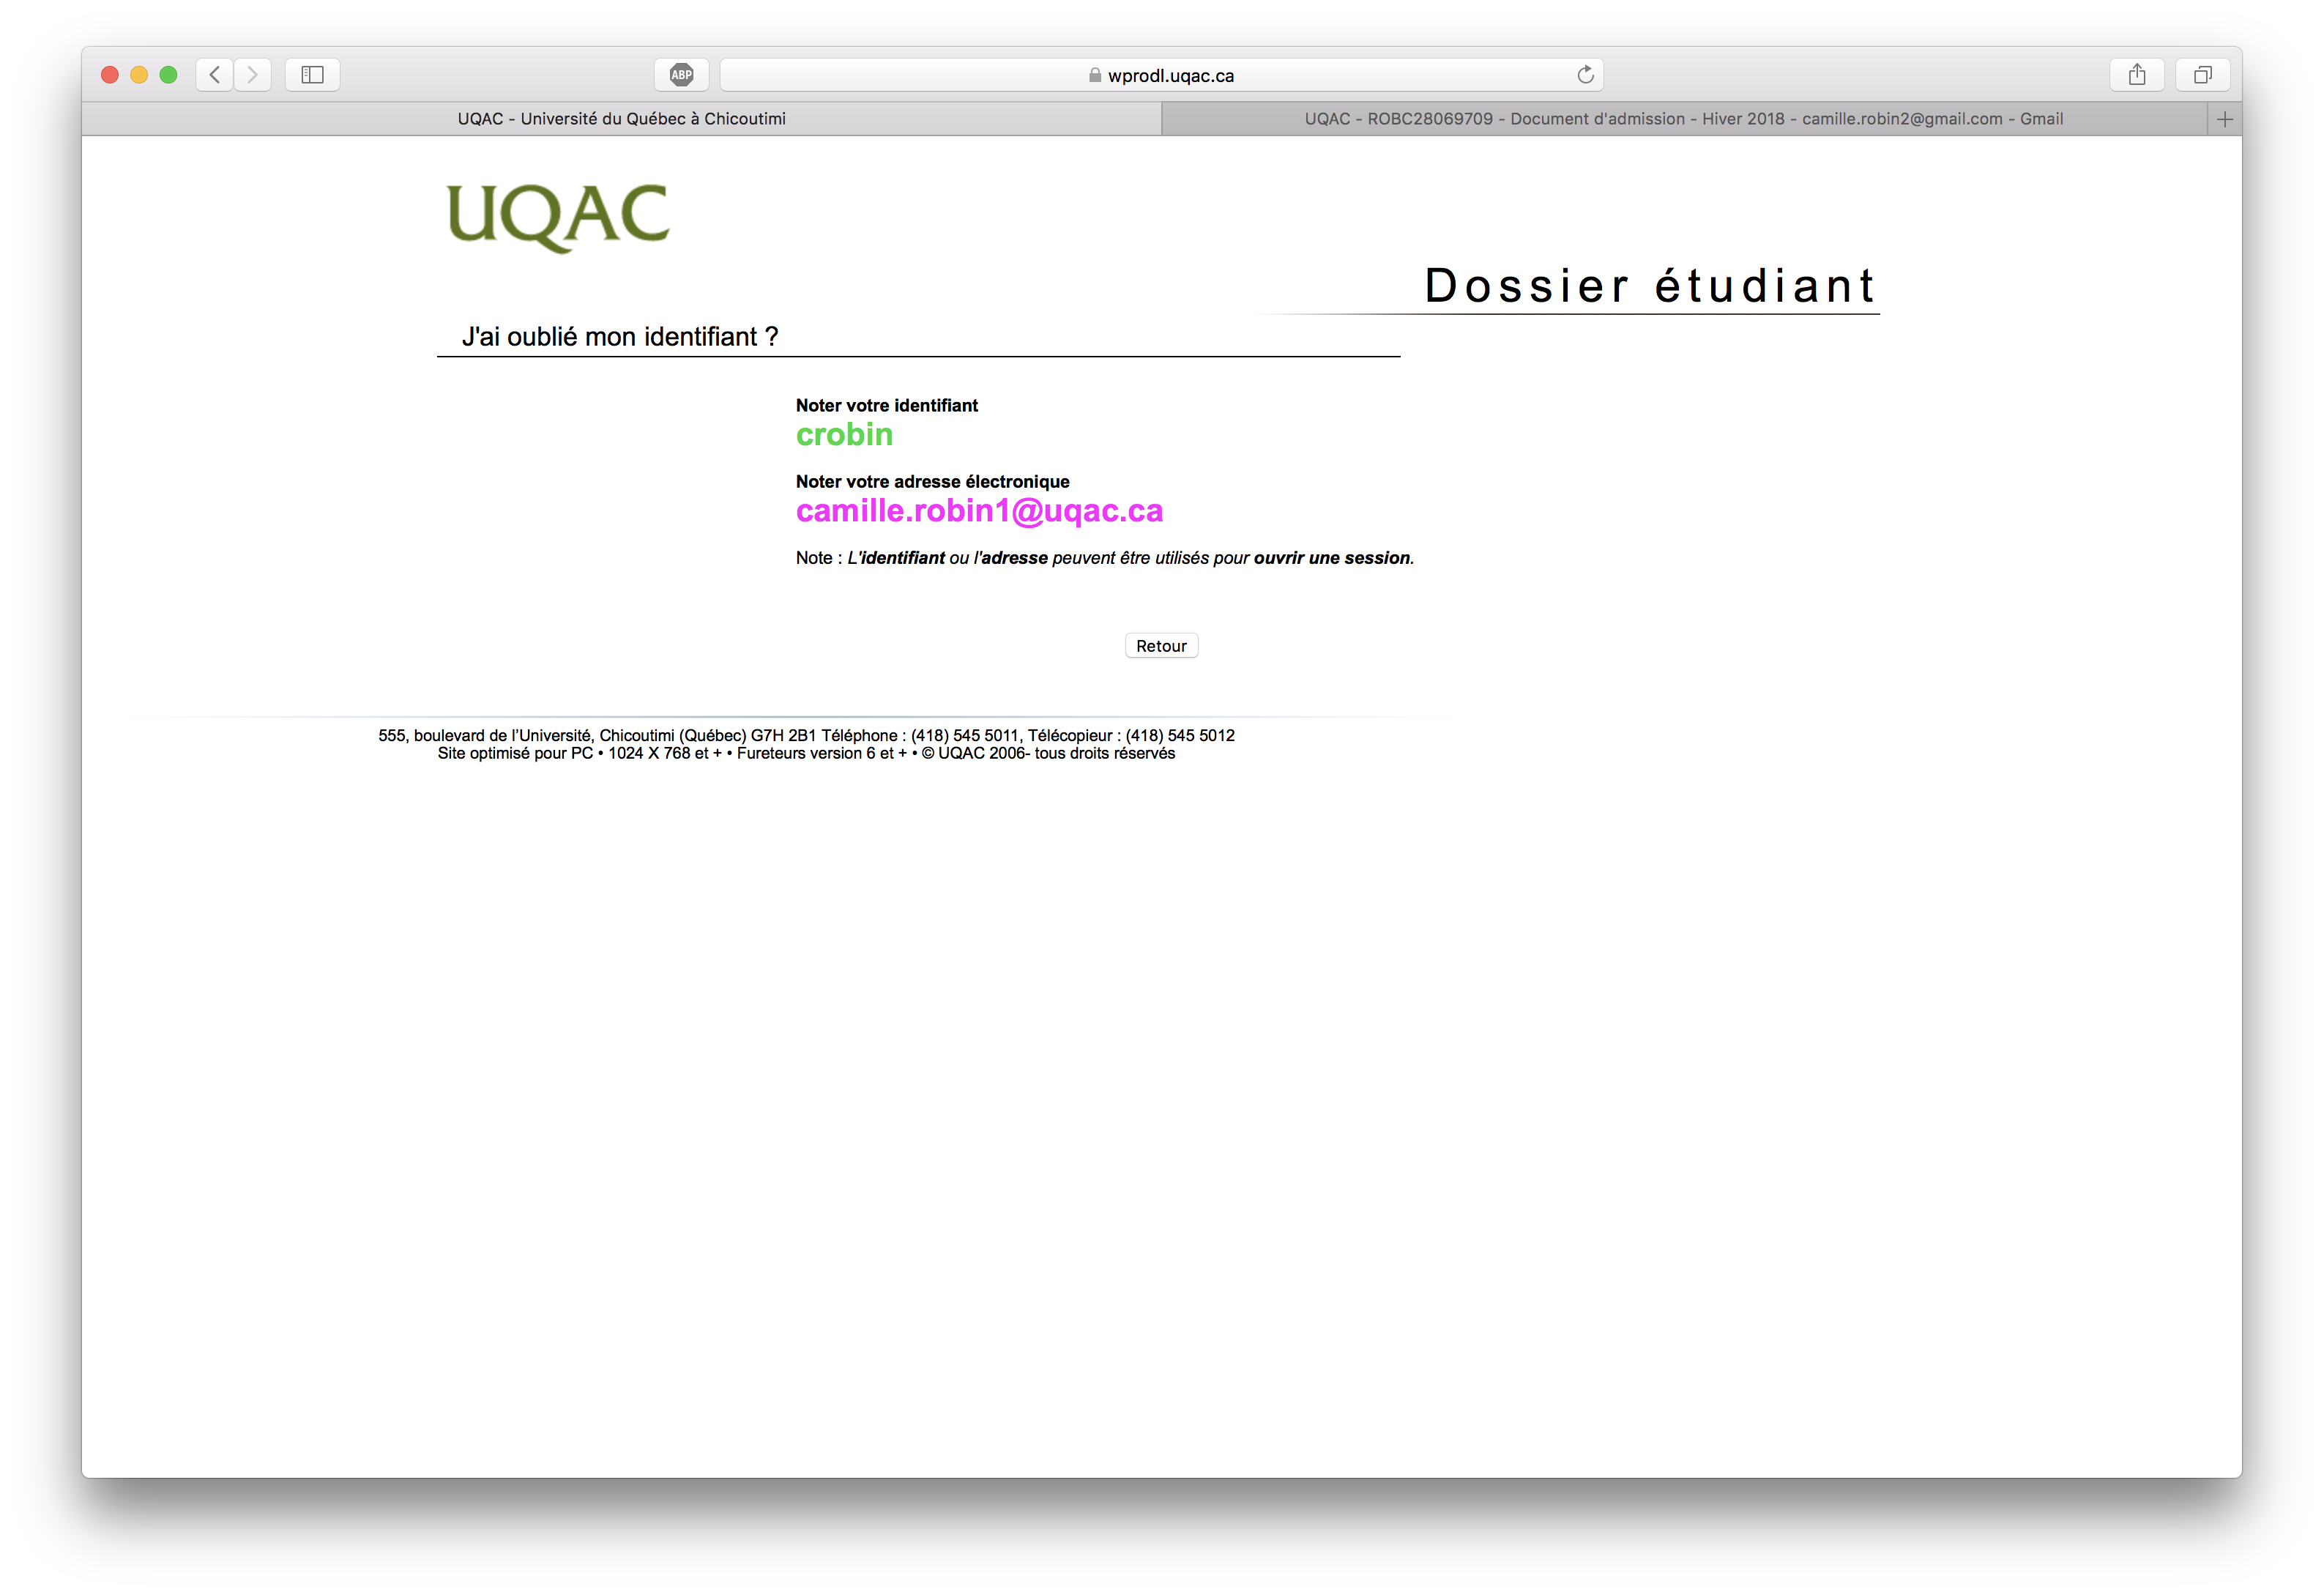 ABP
wprodl.uqac.ca
UQAC - Université du Québec à Chicoutimi
UQAC - ROBC28069709 - Document d'admission - Hiver 2018 - camille.robin2@gmail.com - Gmail
UQAC
Dossier étudiant
J'ai oublié mon identifiant ?
Noter votre identifiant
crobin
Noter votre adresse électronique
camille.robin1@uqac.ca
Note : L'identifiant ou l'adresse peuvent être utilisés pour ouvrir une session.
Retour
555, boulevard de l'Université, Chicoutimi (Québec) G7H 2B1 Téléphone : (418) 545 5011, Télécopieur : (418) 545 5012
Site optimisé pour PC • 1024 X 768 et + • Fureteurs version 6 et + • © UQAC 2006- tous droits réservés